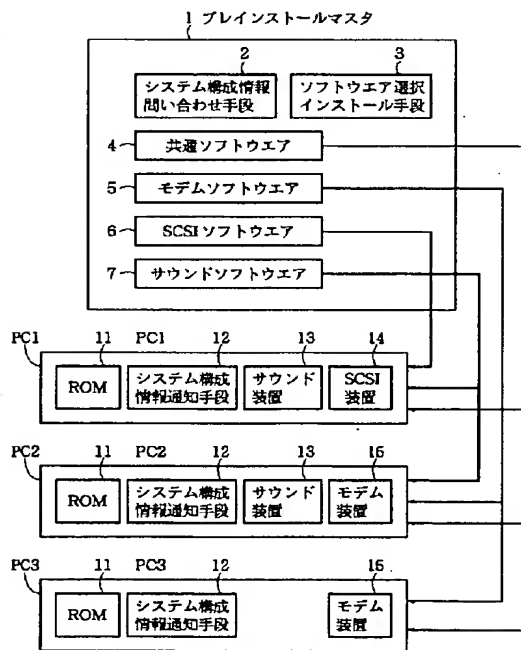 1 プレインストールマスタ
2
3
システム構成情報
問い合わせ手段
ソフトウエア選択
インストール手段
4
共通ソフトウエア
5
モデムソフトウエア
6
SCSIソフトウエア
7
サウンドソフトウエア
PC1
11
PC1
12
13
14
ROM
システム構成
情報通知手段
サウンド
装置
SCSI
装置
PC2
11
PC2
12
13
15
ROM
システム構成
情報通知手段
サウンド
装置
モデム
装置
PC3
11
PC3
12
15
ROM
システム構成
情報通知手段
モデム
装置